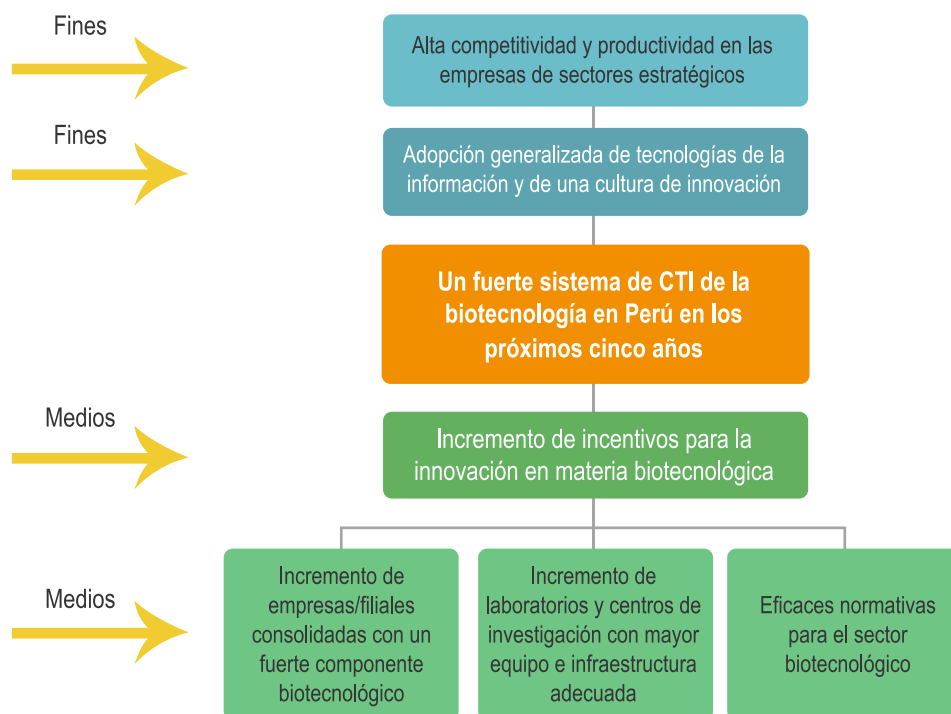 Fines
Alta competitividad y productividad en las
empresas de sectores estratégicos
Fines
Adopción generalizada de tecnologías de la
información y de una cultura de innovación
Un fuerte sistema de CTI de la
biotecnología en Perú en los
próximos cinco años
Medios
Incremento de incentivos para la
innovación en materia biotecnológica
Medios
Incremento de
empresas/filiales
consolidadas con un
fuerte componente
biotecnológico
Incremento de
laboratorios y centros de
investigación con mayor
equipo e infraestructura
adecuada
Eficaces normativas
para el sector
biotecnológico